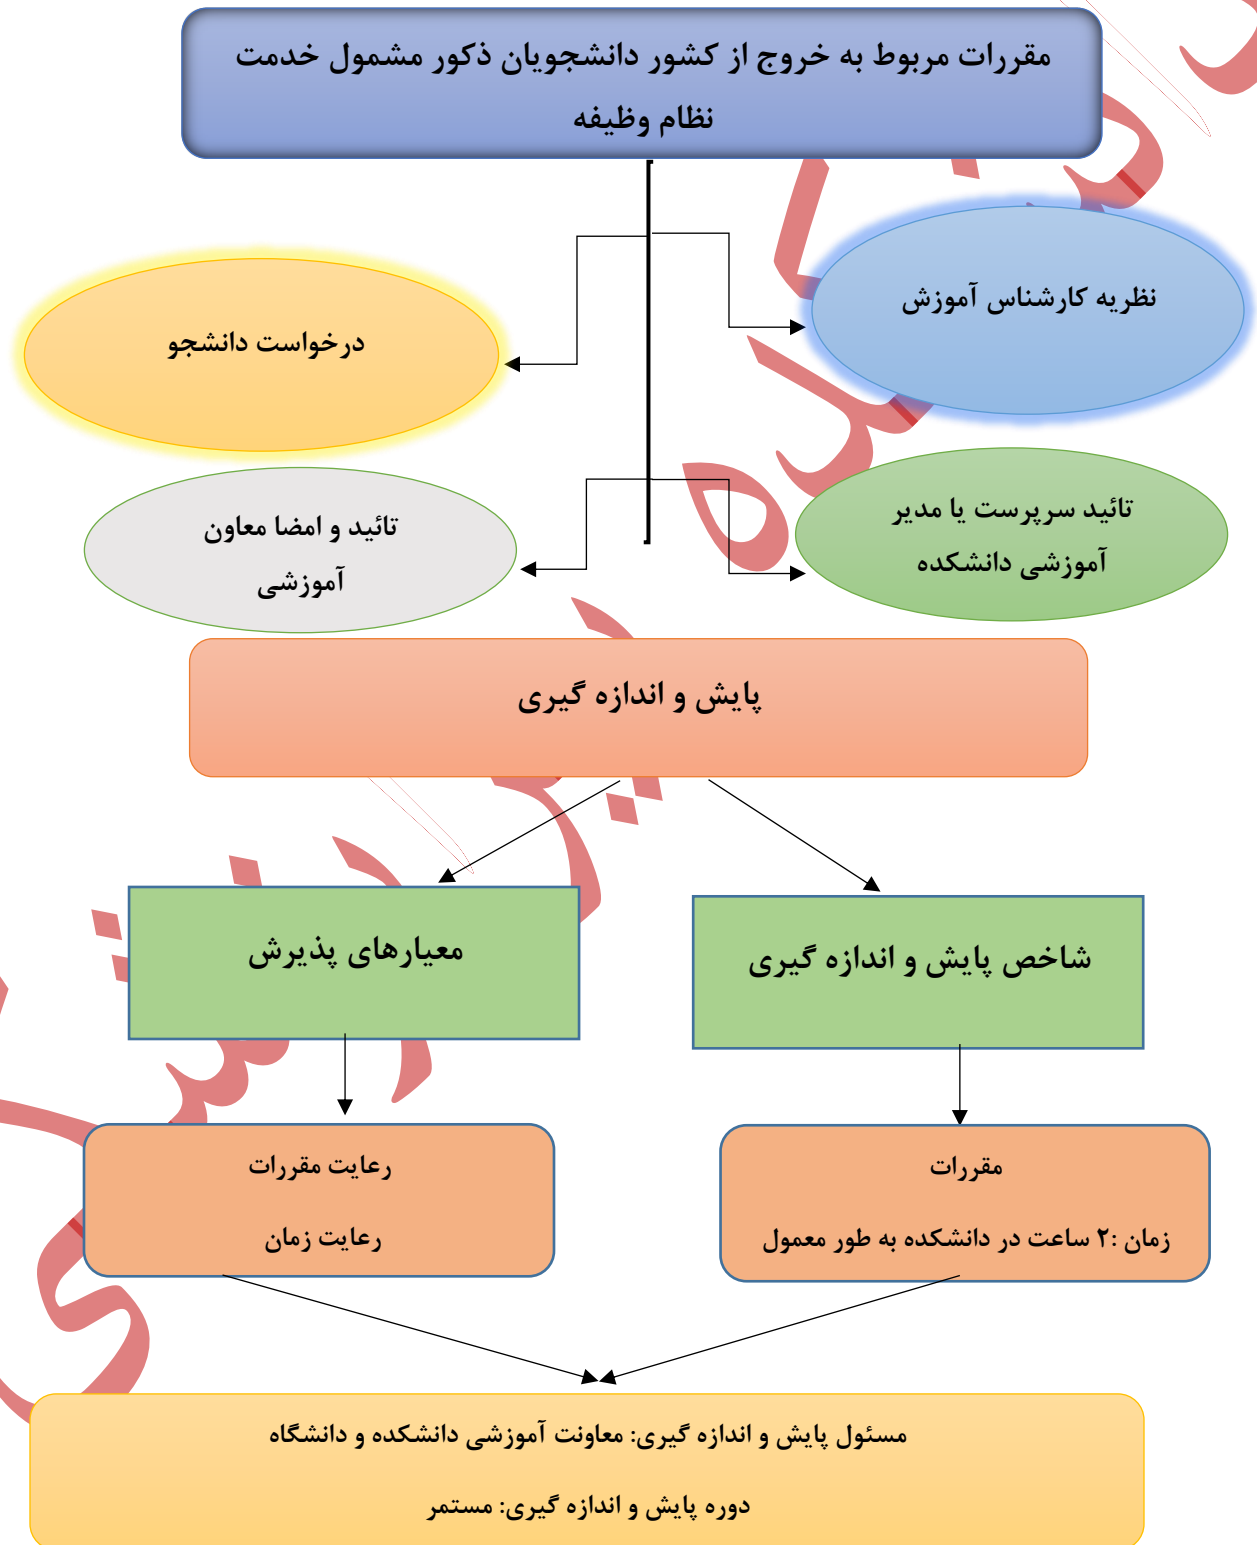 مقررات مربوط به خروج از کشور دانشجویان ذکور مشمول خدمت
نظام وظیفه
نظریه کارشناس آموزش
درخواست دانشجو
تائید سرپرست یا مدیر
آموزشی دانشکده
تائید و امضا معاون
آموزشی
پایش و اندازه گیری
شاخص پایش و اندازه گیری
معیارهای پذیرش
مقررات
زمان :۲ ساعت در دانشکده به طور معمول
رعایت مقررات
رعایت زمان
مسئول پایش و اندازه گیری: معاونت آموزشی دانشکده و دانشگاه
دوره پایش و اندازه گیری: مستمر